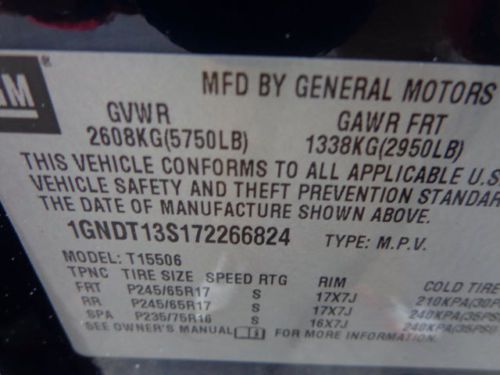 GM
MFD BY GENERAL MOTORS
GVWR GAWR FRT
2608KG(5750LB) 1338KG(2950LB)
THIS VEHICLE CONFORMS TO ALL APPLICABLE U.S
VEHICLE SAFETY AND THEFT PREVENTION STANDAR
THE DATE OF MANUFACTURE SHOWN ABOVE.
1GNDT13S172266824 TYPE: M.P.V.
MODEL: T15506
TPNC TIRE SIZE SPEED RTG RIM COLD TIRE
FRT P245/65R17 S 17X7J 210KPA(30P
RR P245/65R17 S 17X7J 240KPA(35PS
SPA P235/75R16 S 16X7J 240KPA(35PS
SEE OWNER'S MANUAL FOR MORE INFORMATION.